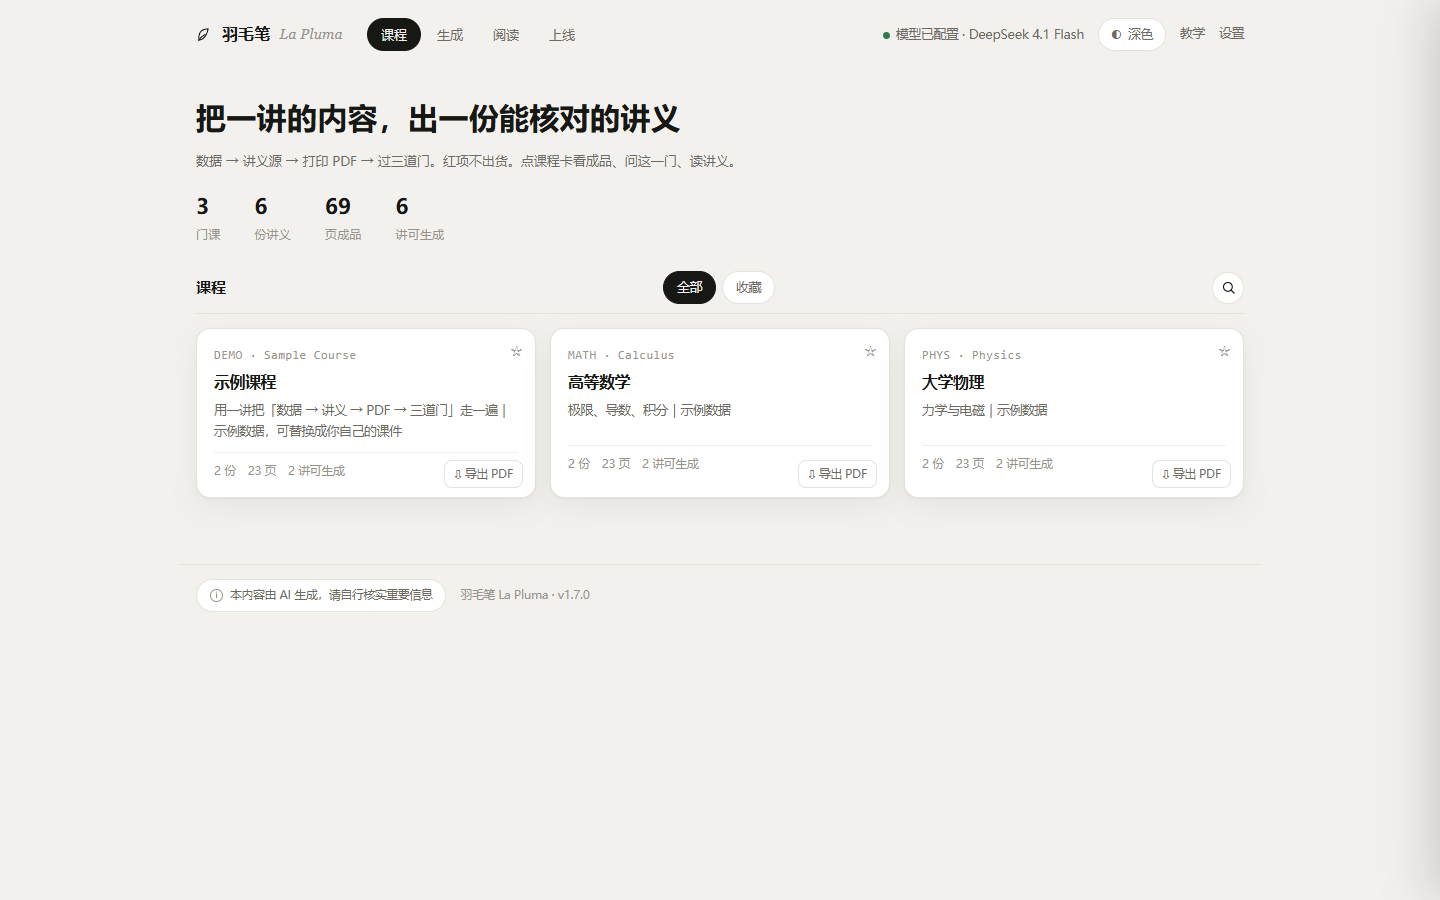 羽毛笔 La Pluma 课程 生成 阅读 上线 模型已配置 · DeepSeek 4.1 Flash 深色 教学 设置
把一讲的内容，出一份能核对的讲义
数据 → 讲义源 → 打印 PDF → 过三道门。红项不出货。点课程卡看成品、问这一门、读讲义。
3 6 69 6
门课 份讲义 页成品 讲可生成
课程 全部 收藏
DEMO · Sample Course
示例课程
用一讲把「数据 → 讲义 → PDF → 三道门」走一遍 |
示例数据，可替换成你自己的课件
2 份 23 页 2 讲可生成 ⇩ 导出 PDF
MATH · Calculus
高等数学
极限、导数、积分 | 示例数据
2 份 23 页 2 讲可生成 ⇩ 导出 PDF
PHYS · Physics
大学物理
力学与电磁 | 示例数据
2 份 23 页 2 讲可生成 ⇩ 导出 PDF
本内容由 AI 生成，请自行核实重要信息 羽毛笔 La Pluma · v1.7.0